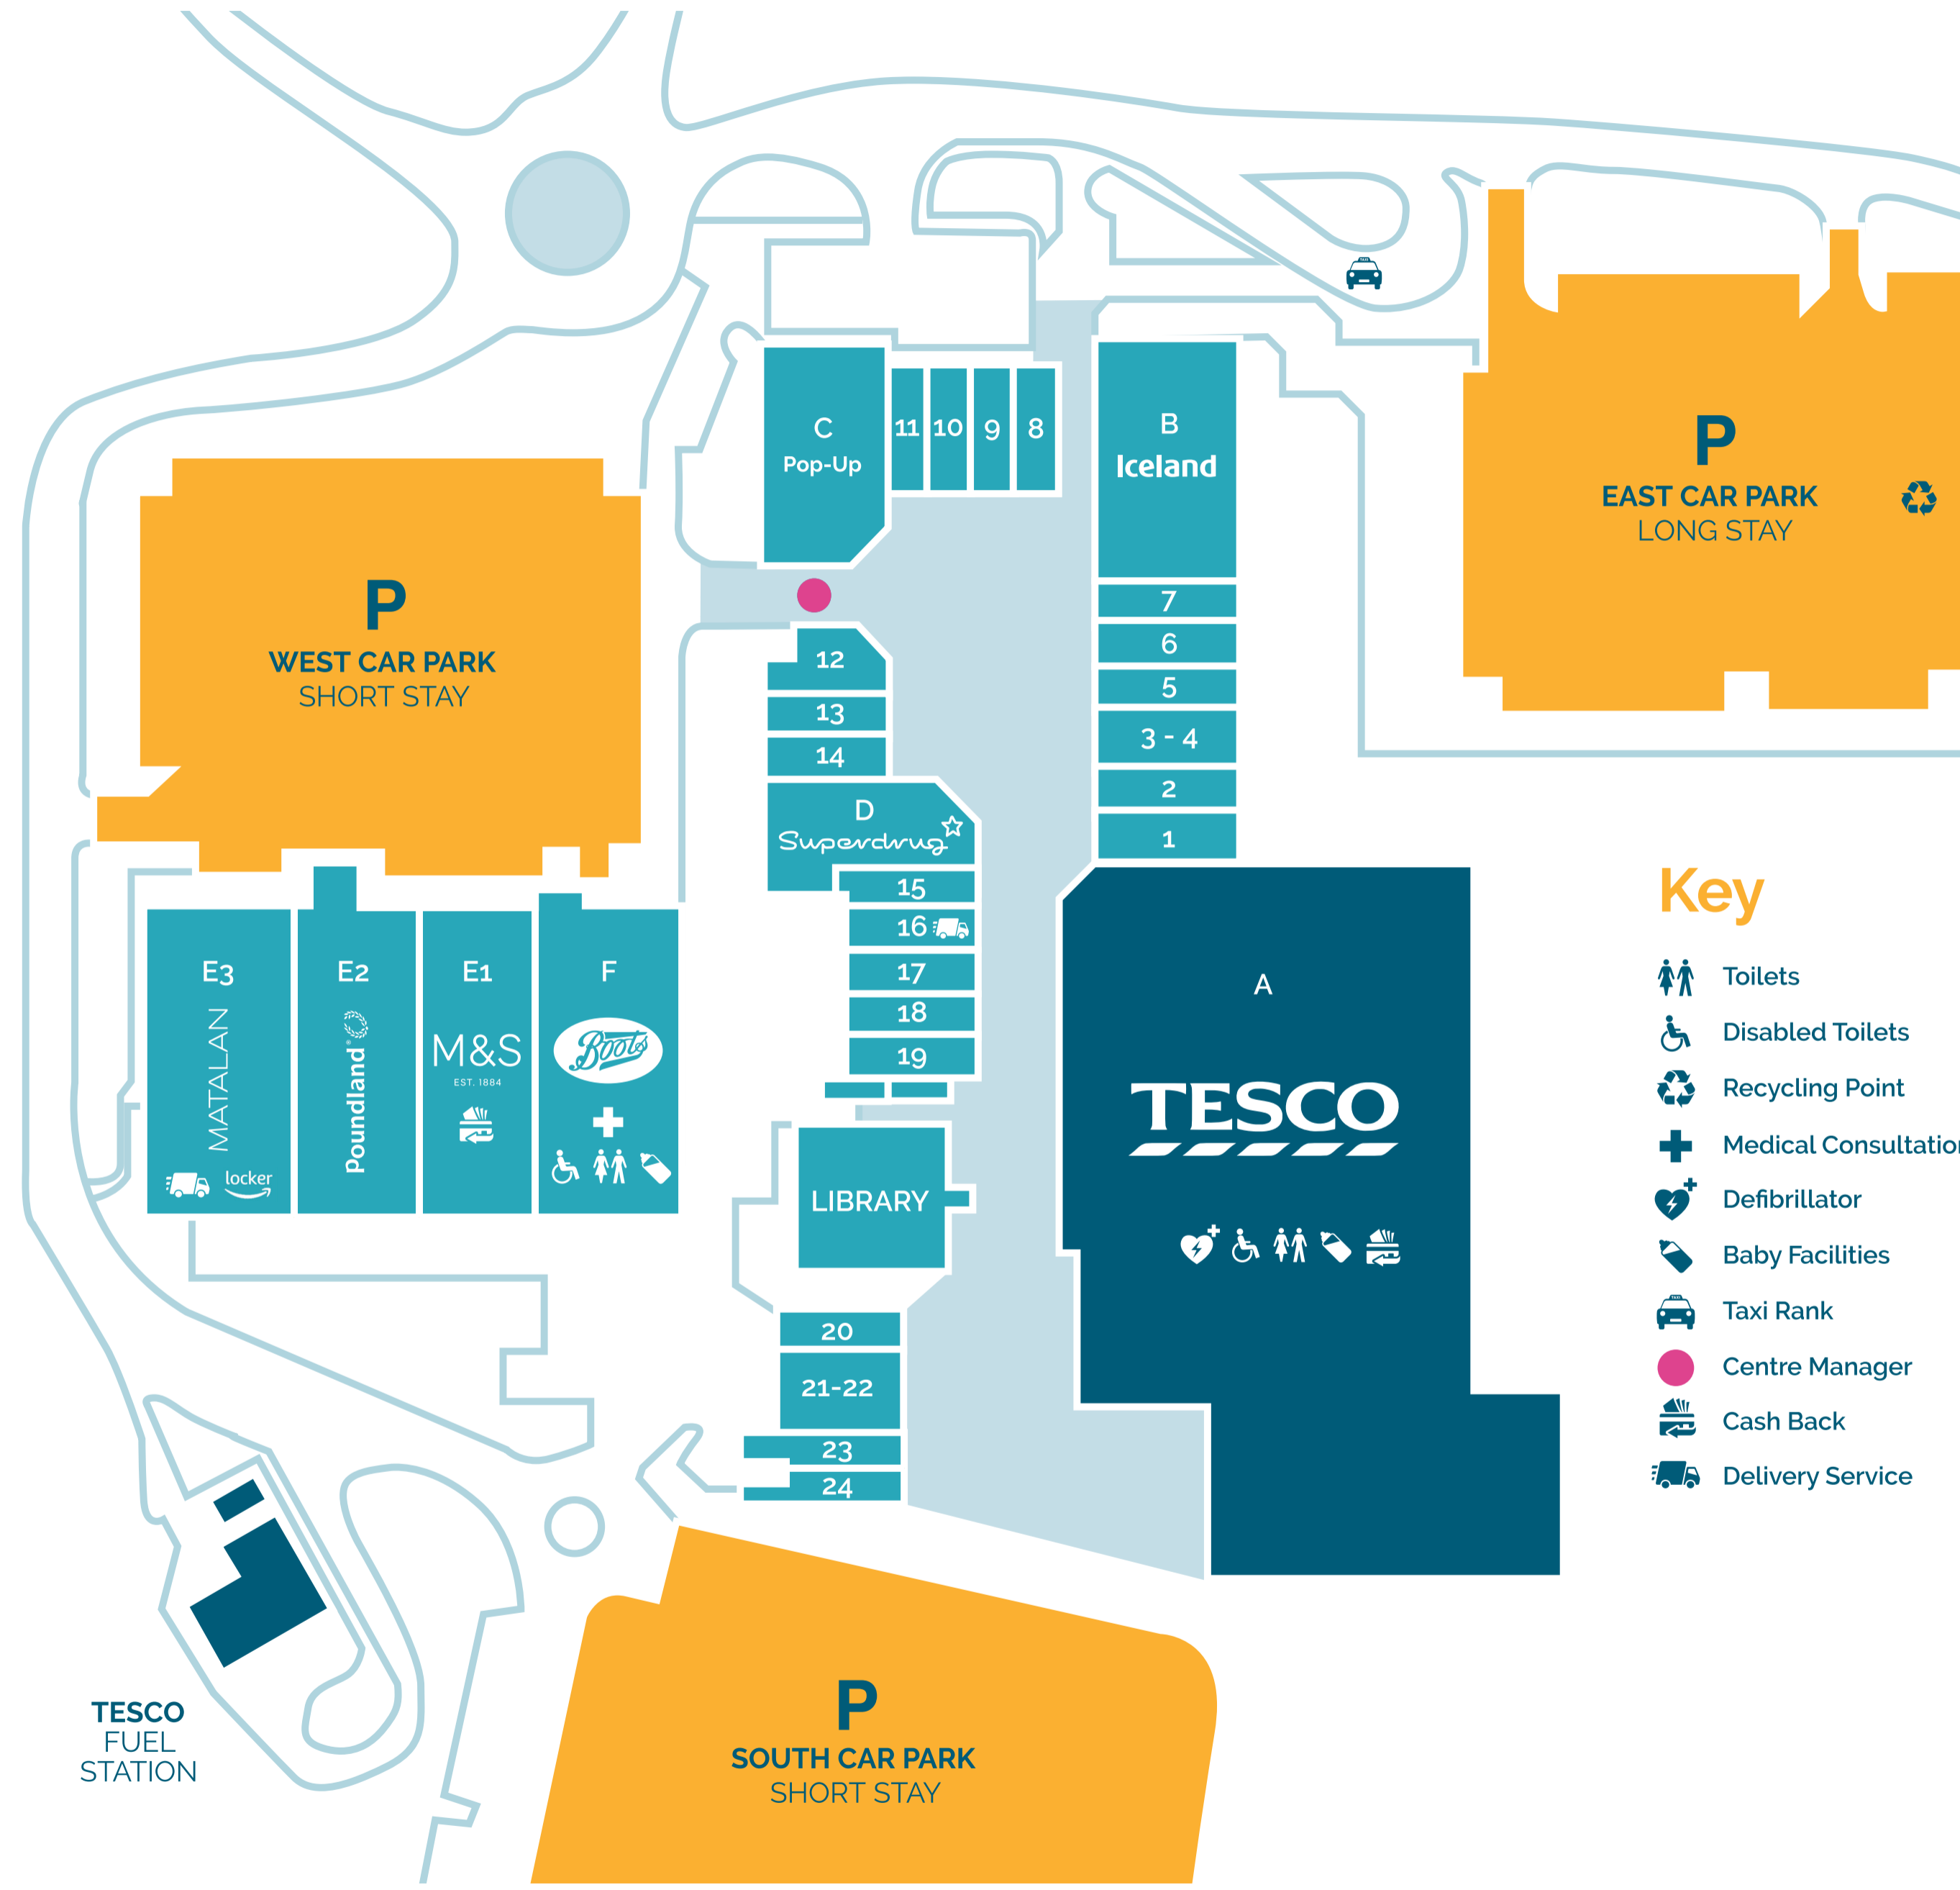 TAXI
C
Pop-Up
11
10
9
8
B
Iceland
P
EAST CAR PARK
LONG STAY
P
WEST CAR PARK
SHORT STAY
7
6
5
3 - 4
2
1
12
13
14
D
Superdrug
15
16
17
18
19
E3
MATALAN
locker
E2
Poundland®
E1
M&S
EST. 1884
F
Boots
A
TESCO
LIBRARY
20
21-22
23
24
Key
Toilets
Disabled Toilets
Recycling Point
Medical Consultation
Defibrillator
Baby Facilities
TAXI
Taxi Rank
Centre Manager
Cash Back
Delivery Service
TESCO
FUEL
STATION
P
SOUTH CAR PARK
SHORT STAY